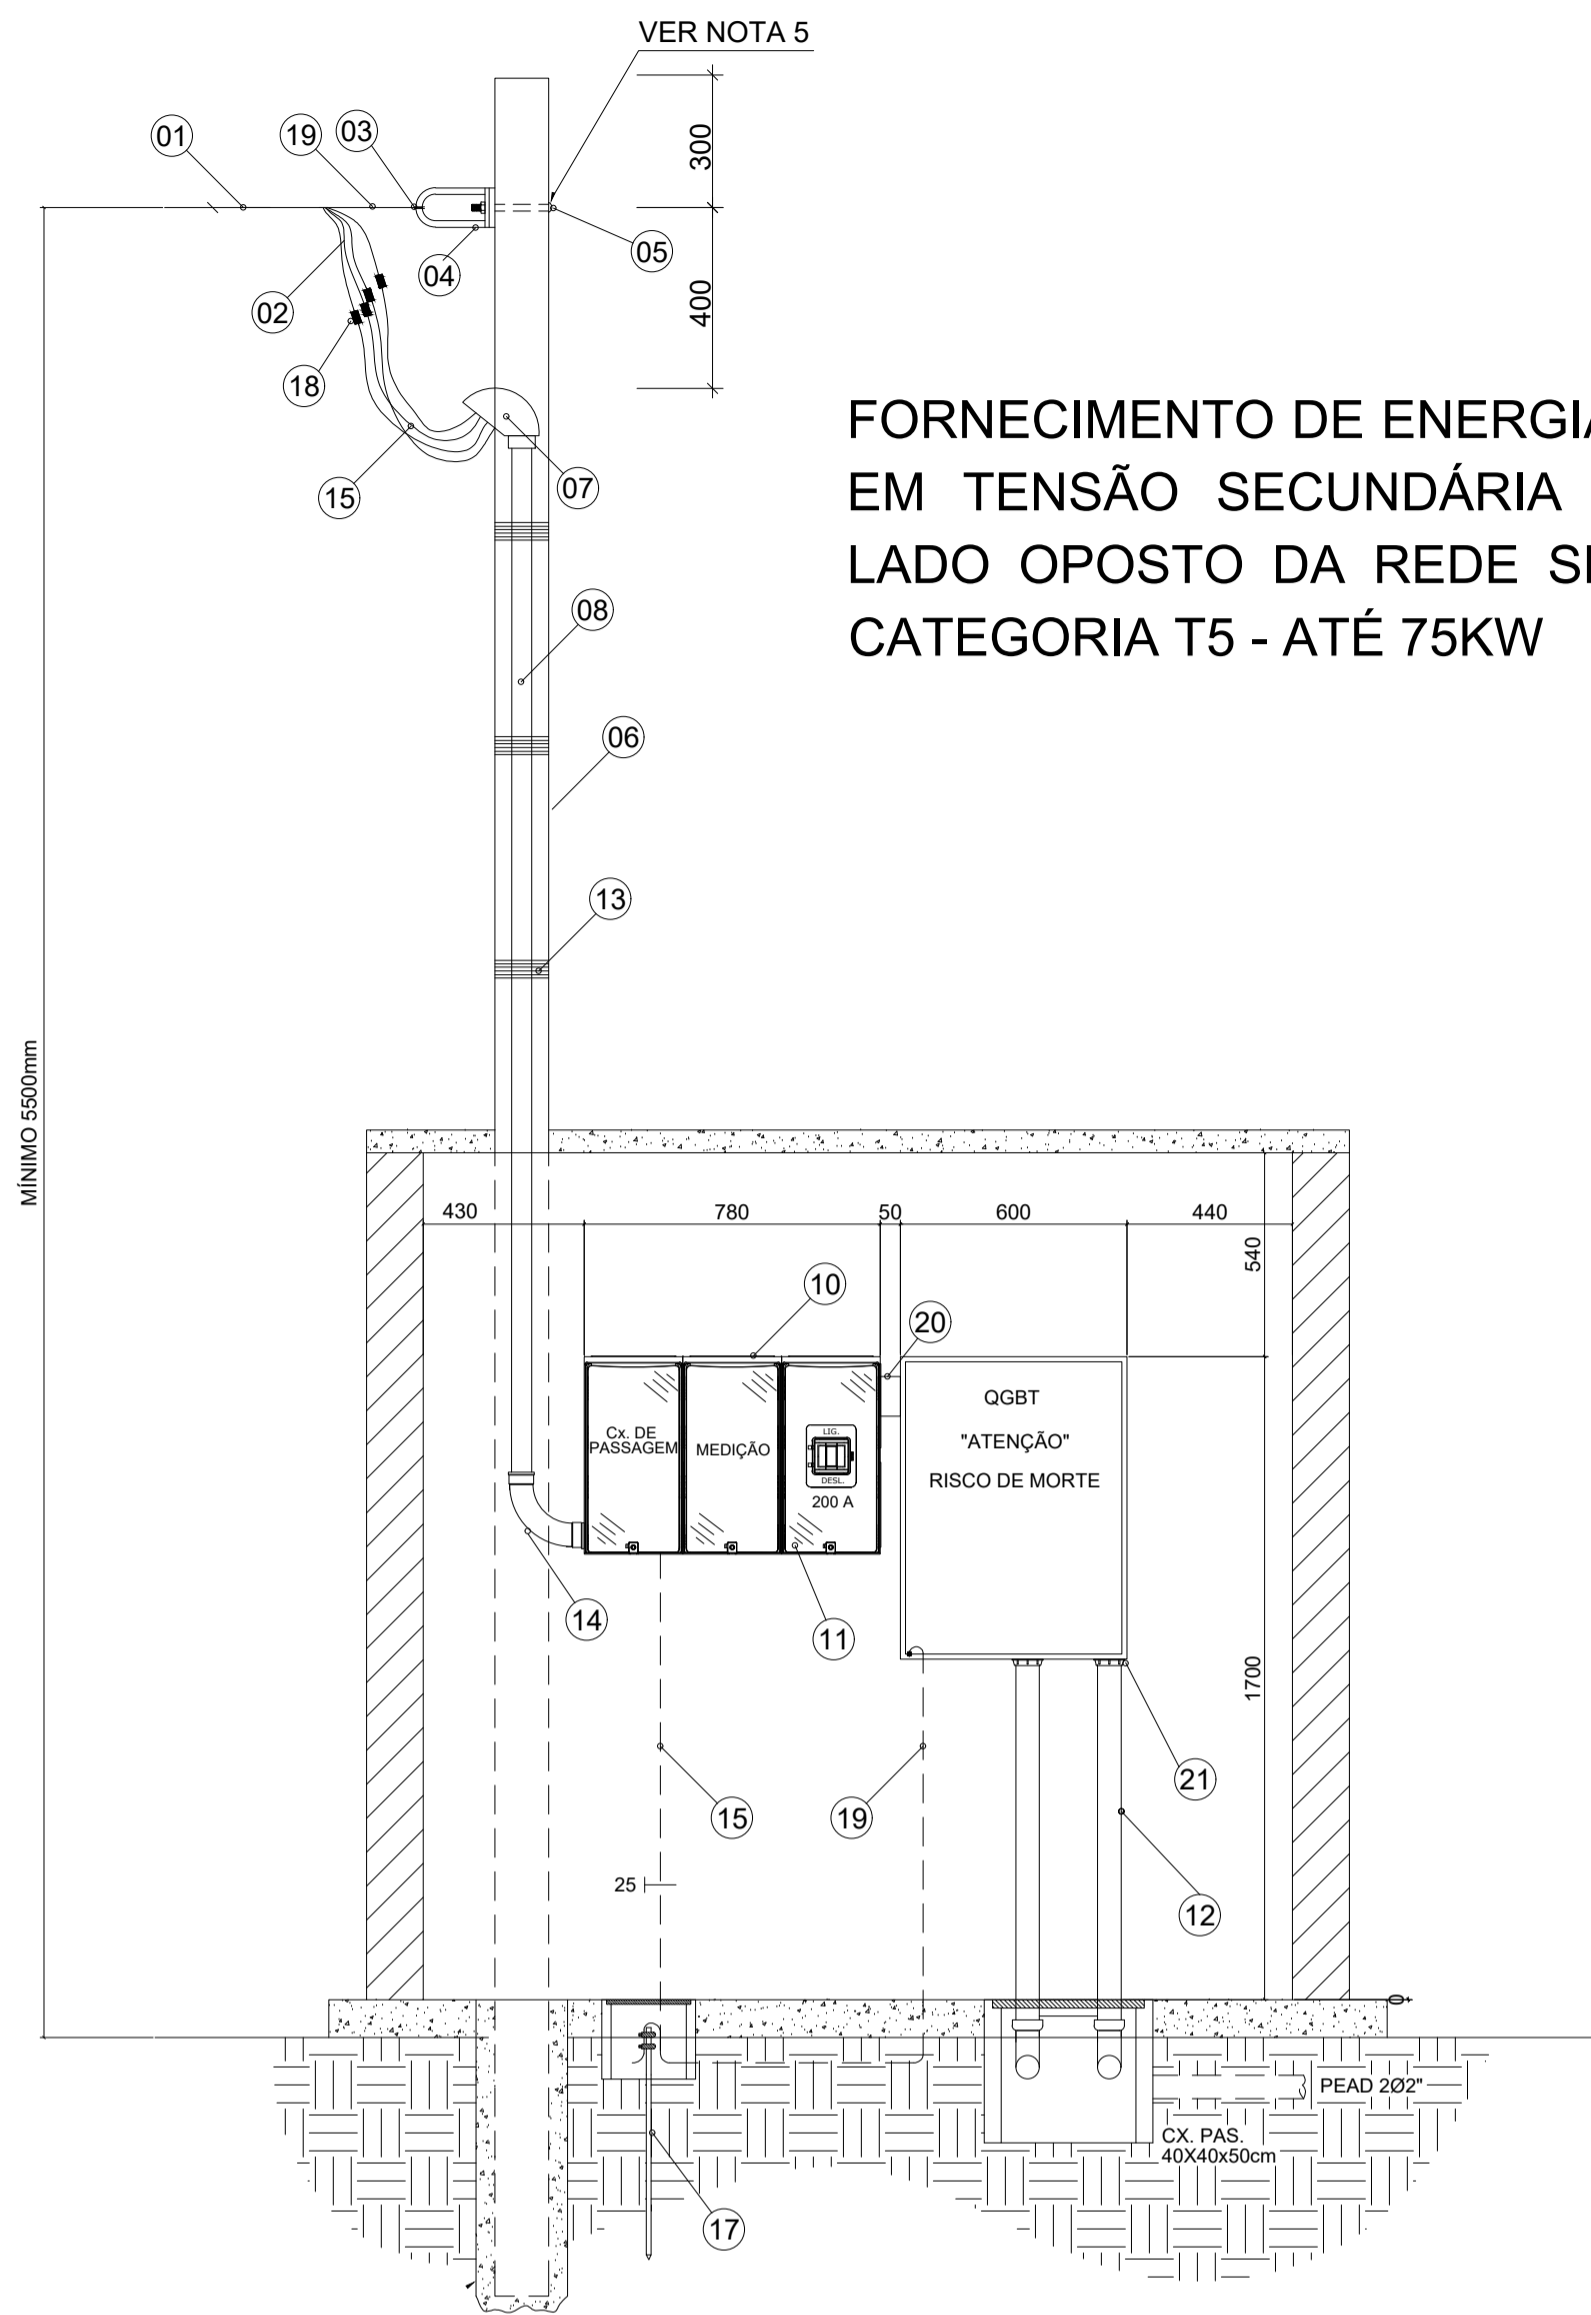 VER NOTA 5
01
19
03
300
05
04
02
400
18
FORNECIMENTO DE ENERGIA
EM TENSÃO SECUNDÁRIA
LADO OPOSTO DA REDE
CATEGORIA T5 - ATÉ 75KW
07
15
08
06
13
MÍNIMO 5500mm
430
780
50
600
440
540
10
20
QGBT
"ATENÇÃO"
RISCO DE MORTE
Cx. DE
PASSAGEM
MEDIÇÃO
LIG.
DESL.
200 A
14
11
1700
21
15
19
25
12
0
PEAD 2Ø2"
CX. PAS.
40X40x50cm
17